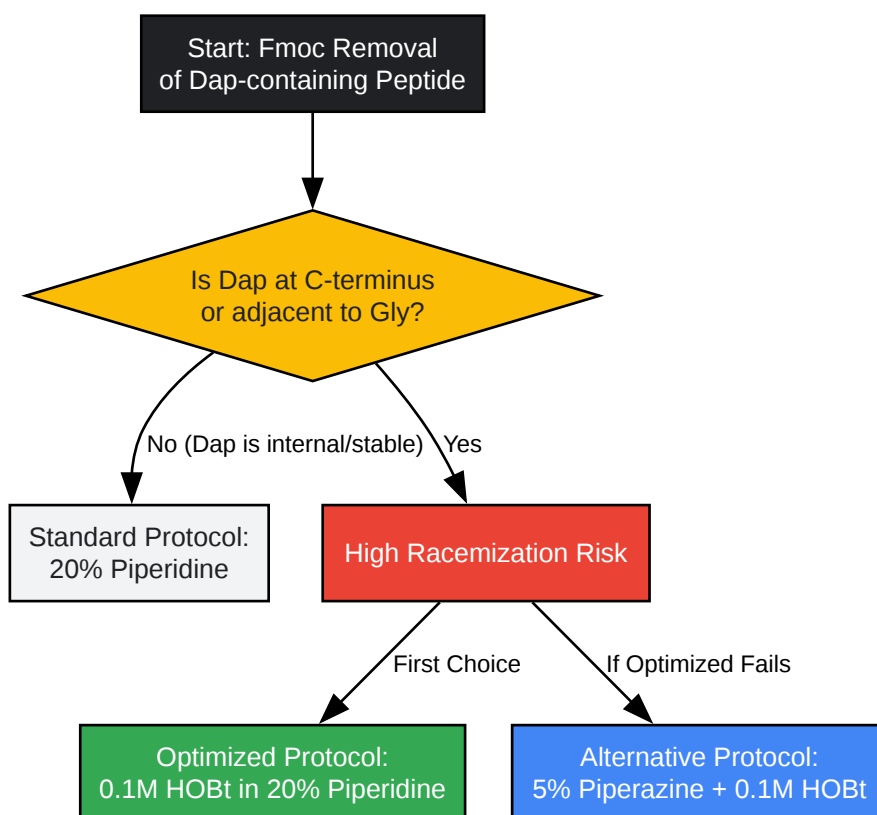 Start: Fmoc Removal
of Dap-containing Peptide
Is Dap at C-terminus
or adjacent to Gly?
No (Dap is internal/stable)
Yes
Standard Protocol:
20% Piperidine
High Racemization Risk
First Choice
If Optimized Fails
Optimized Protocol:
0.1M HOBt in 20% Piperidine
Alternative Protocol:
5% Piperazine + 0.1M HOBt